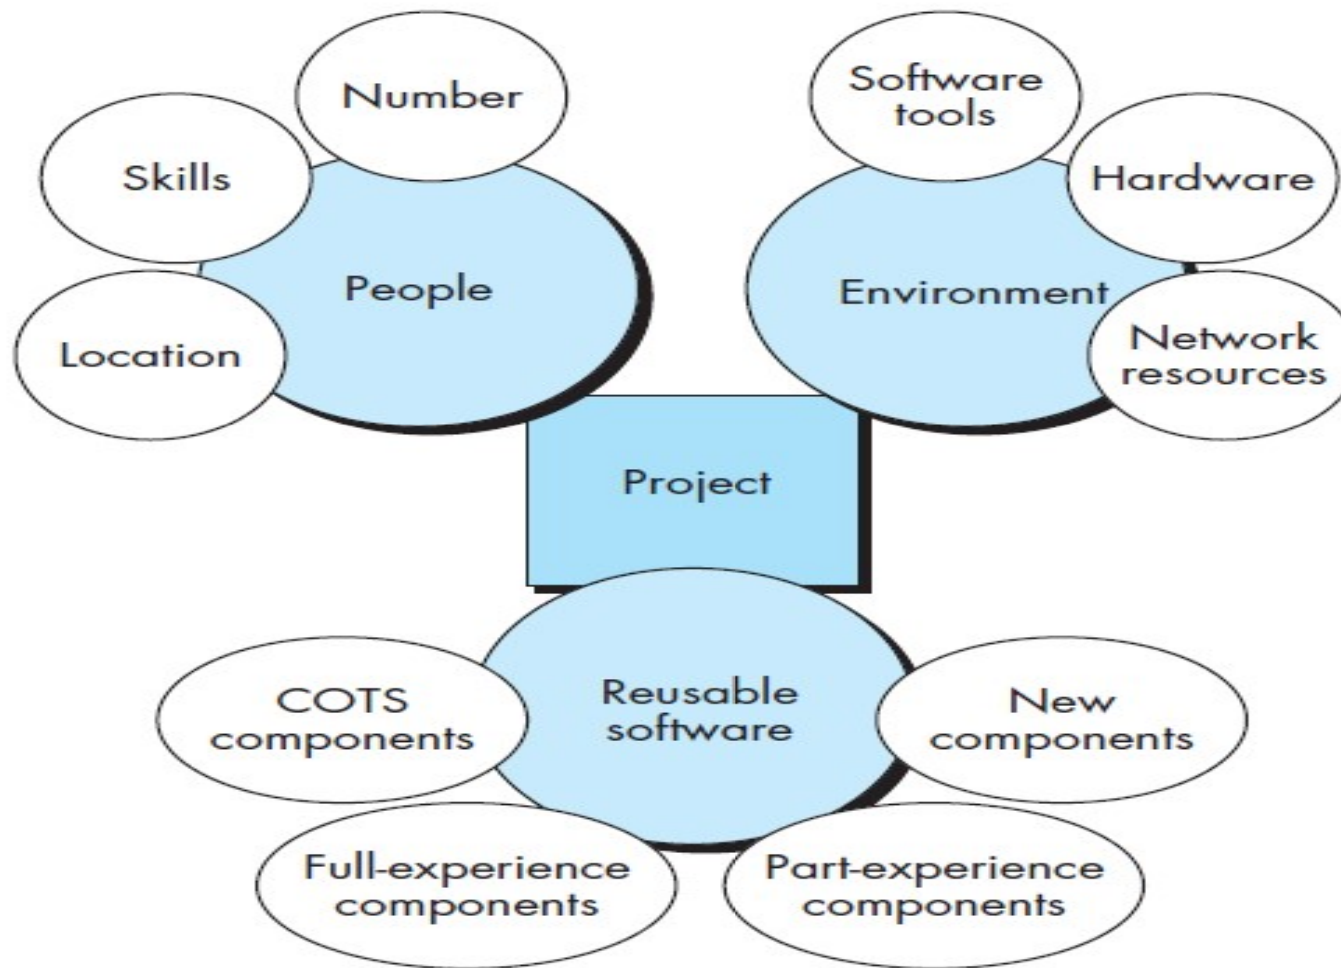 Number
Skills
Location
People
Software
tools
Hardware
Environment
Network
resources
Project
Reusable
software
COTS
components
New
components
Full-experience
components
Part-experience
components